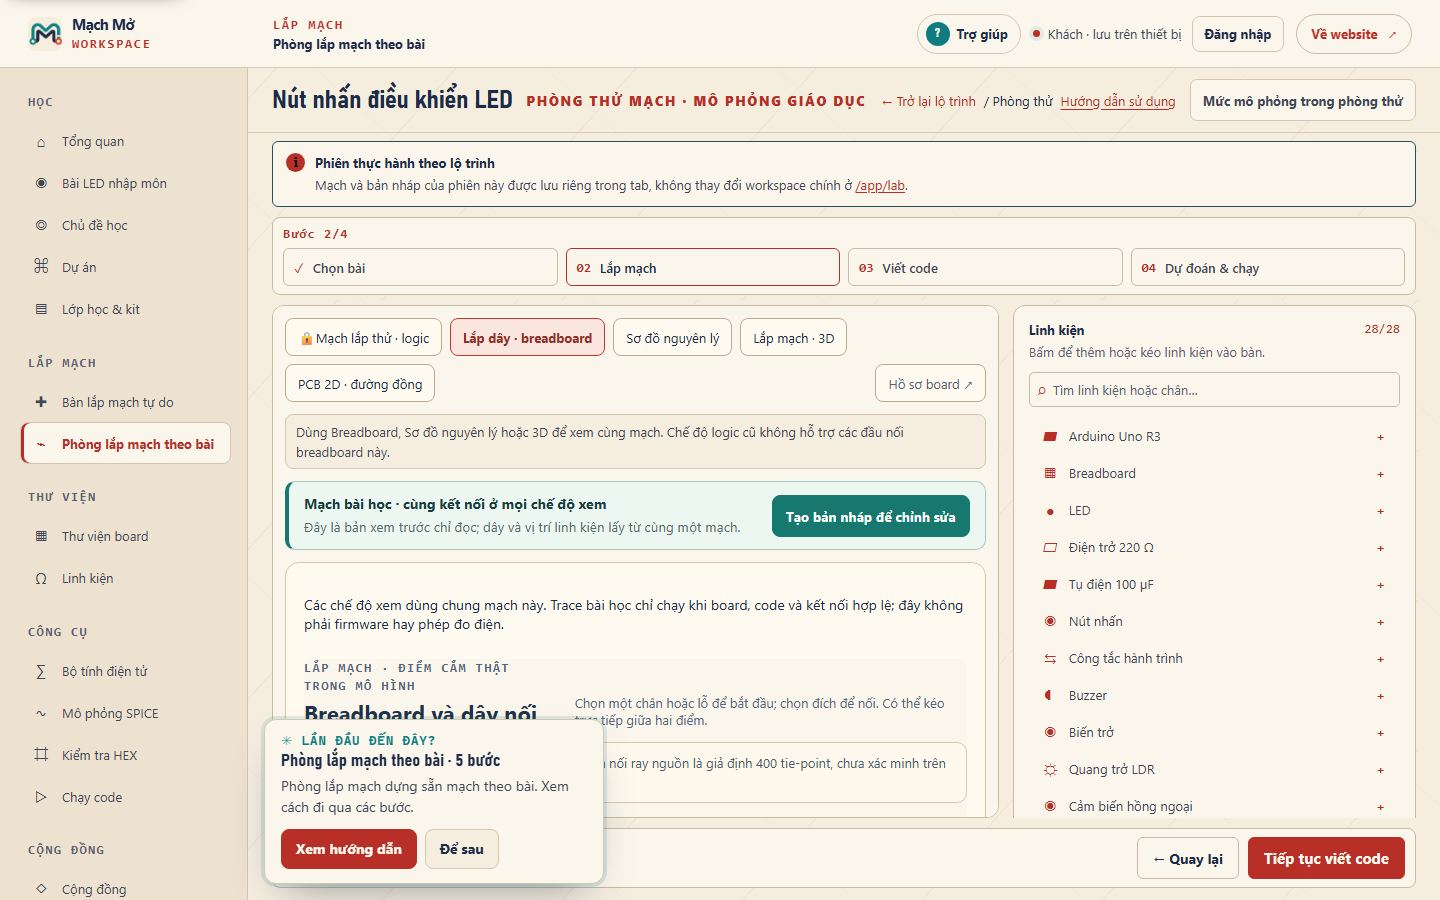 Mạch Mở
WORKSPACE
LẮP MẠCH
Phòng lắp mạch theo bài
? Trợ giúp
Khách · lưu trên thiết bị
Đăng nhập
Về website ↗
HỌC
Tổng quan
Bài LED nhập môn
Chủ đề học
Dự án
Lớp học & kit
LẮP MẠCH
Bàn lắp mạch tự do
Phòng lắp mạch theo bài
THƯ VIỆN
Thư viện board
Linh kiện
CÔNG CỤ
Bộ tính điện tử
Mô phỏng SPICE
Kiểm tra HEX
Chạy code
CỘNG ĐỒNG
Cộng đồng
Nút nhấn điều khiển LED
PHÒNG THỬ MẠCH · MÔ PHỎNG GIÁO DỤC
← Trở lại lộ trình / Phòng thử Hướng dẫn sử dụng
Mức mô phỏng trong phòng thử
i Phiên thực hành theo lộ trình
Mạch và bản nháp của phiên này được lưu riêng trong tab, không thay đổi workspace chính ở /app/lab.
Bước 2/4
✓ Chọn bài
02 Lắp mạch
03 Viết code
04 Dự đoán & chạy
Mạch lắp thử · logic
Lắp dây · breadboard
Sơ đồ nguyên lý
Lắp mạch · 3D
PCB 2D · đường đồng
Hồ sơ board ↗
Dùng Breadboard, Sơ đồ nguyên lý hoặc 3D để xem cùng mạch. Chế độ logic cũ không hỗ trợ các đầu nối
breadboard này.
Mạch bài học · cùng kết nối ở mọi chế độ xem
Đây là bản xem trước chỉ đọc; dây và vị trí linh kiện lấy từ cùng một mạch.
Tạo bản nháp để chỉnh sửa
Các chế độ xem dùng chung mạch này. Trace bài học chỉ chạy khi board, code và kết nối hợp lệ; đây không
phải firmware hay phép đo điện.
LẮP MẠCH · ĐIỂM CẮM THẬT
TRONG MÔ HÌNH
Breadboard và dây nối
Chọn một chân hoặc lỗ để bắt đầu; chọn đích để nối. Có thể kéo
trực tiếp giữa hai điểm.
nối ray nguồn là giả định 400 tie-point, chưa xác minh trên
✳ LẦN ĐẦU ĐẾN ĐÂY?
Phòng lắp mạch theo bài · 5 bước
Phòng lắp mạch dựng sẵn mạch theo bài. Xem
cách đi qua các bước.
Xem hướng dẫn
Để sau
Linh kiện
28/28
Bấm để thêm hoặc kéo linh kiện vào bàn.
Tìm linh kiện hoặc chân...
Arduino Uno R3 +
Breadboard +
LED +
Điện trở 220 Ω +
Tụ điện 100 µF +
Nút nhấn +
Công tắc hành trình +
Buzzer +
Biến trở +
Quang trở LDR +
Cảm biến hồng ngoại +
← Quay lại
Tiếp tục viết code